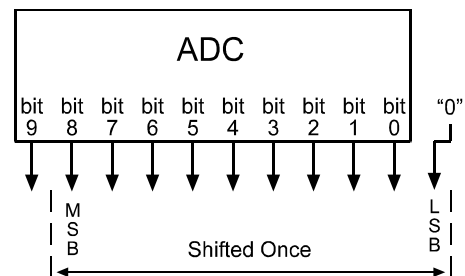 ADC
bit bit bit bit bit bit bit bit bit bit "0"
9 8 7 6 5 4 3 2 1 0
MSB
LSB
Shifted Once